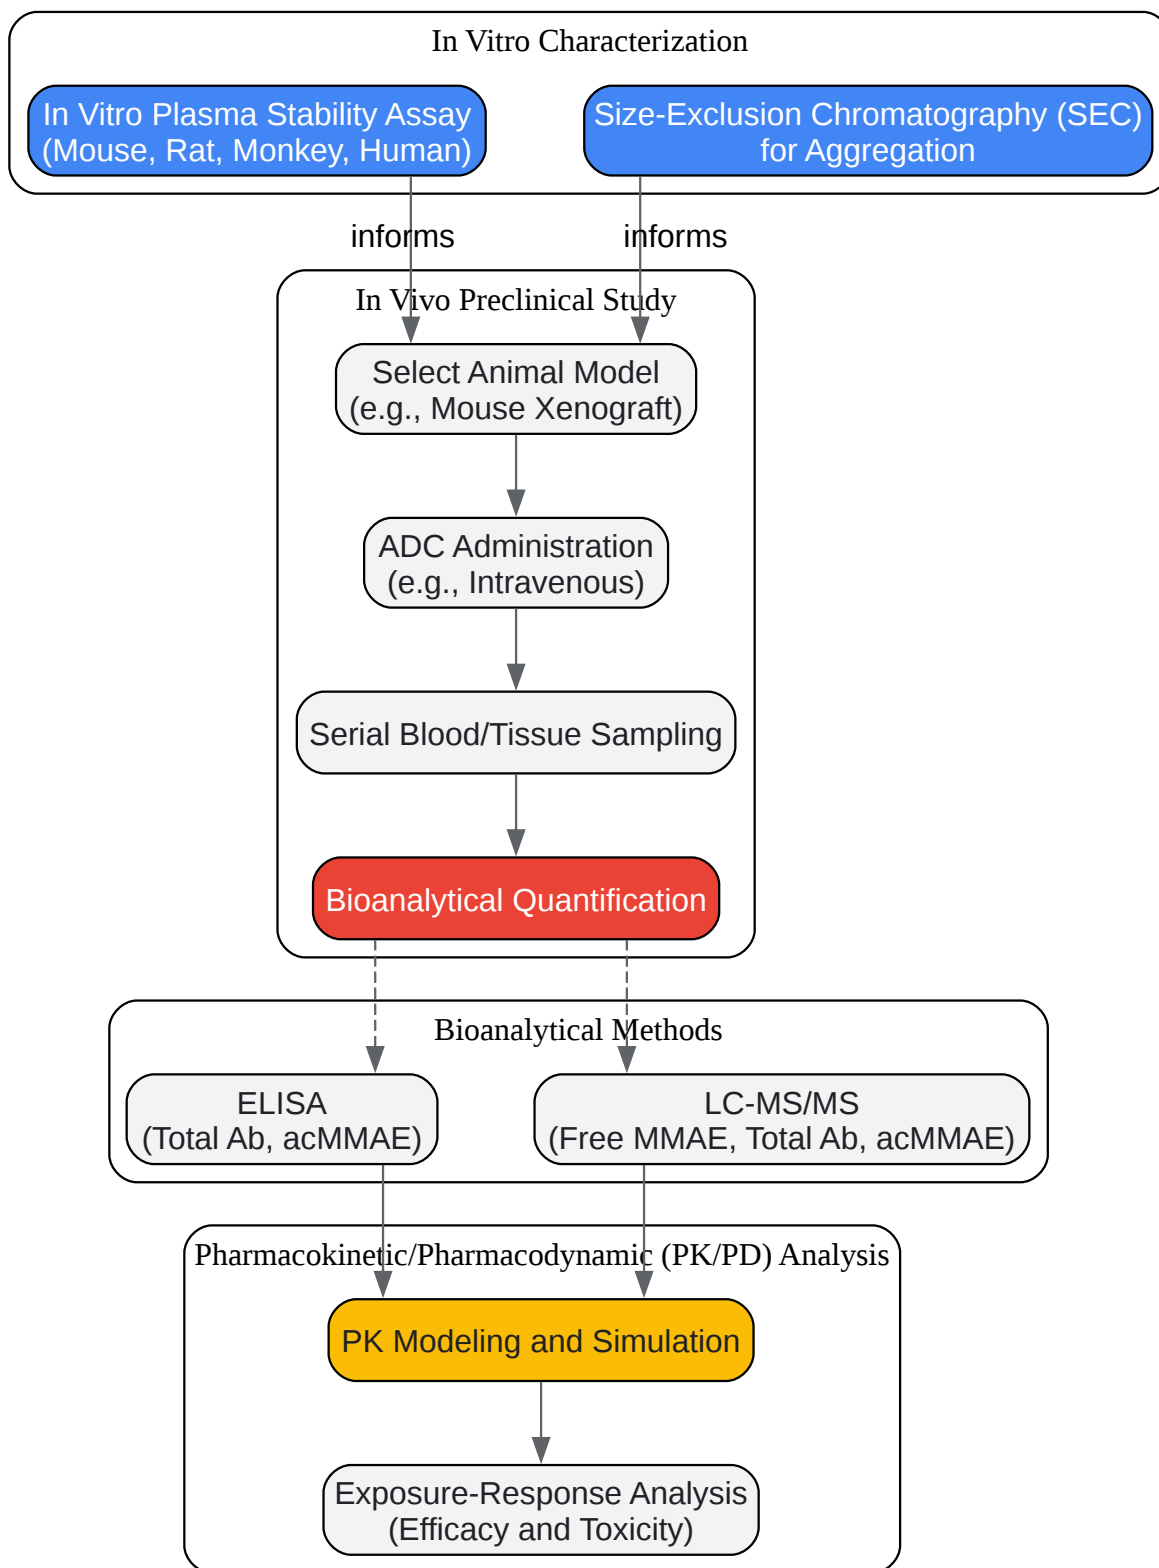 In Vitro Characterization
In Vitro Plasma Stability Assay
(Mouse, Rat, Monkey, Human)
Size-Exclusion Chromatography (SEC)
for Aggregation
informs
informs
In Vivo Preclinical Study
Select Animal Model
(e.g., Mouse Xenograft)
ADC Administration
(e.g., Intravenous)
Serial Blood/Tissue Sampling
Bioanalytical Quantification
Bioanalytical Methods
ELISA
(Total Ab, acMMAE)
LC-MS/MS
(Free MMAE, Total Ab, acMMAE)
Pharmacokinetic/Pharmacodynamic (PK/PD) Analysis
PK Modeling and Simulation
Exposure-Response Analysis
(Efficacy and Toxicity)